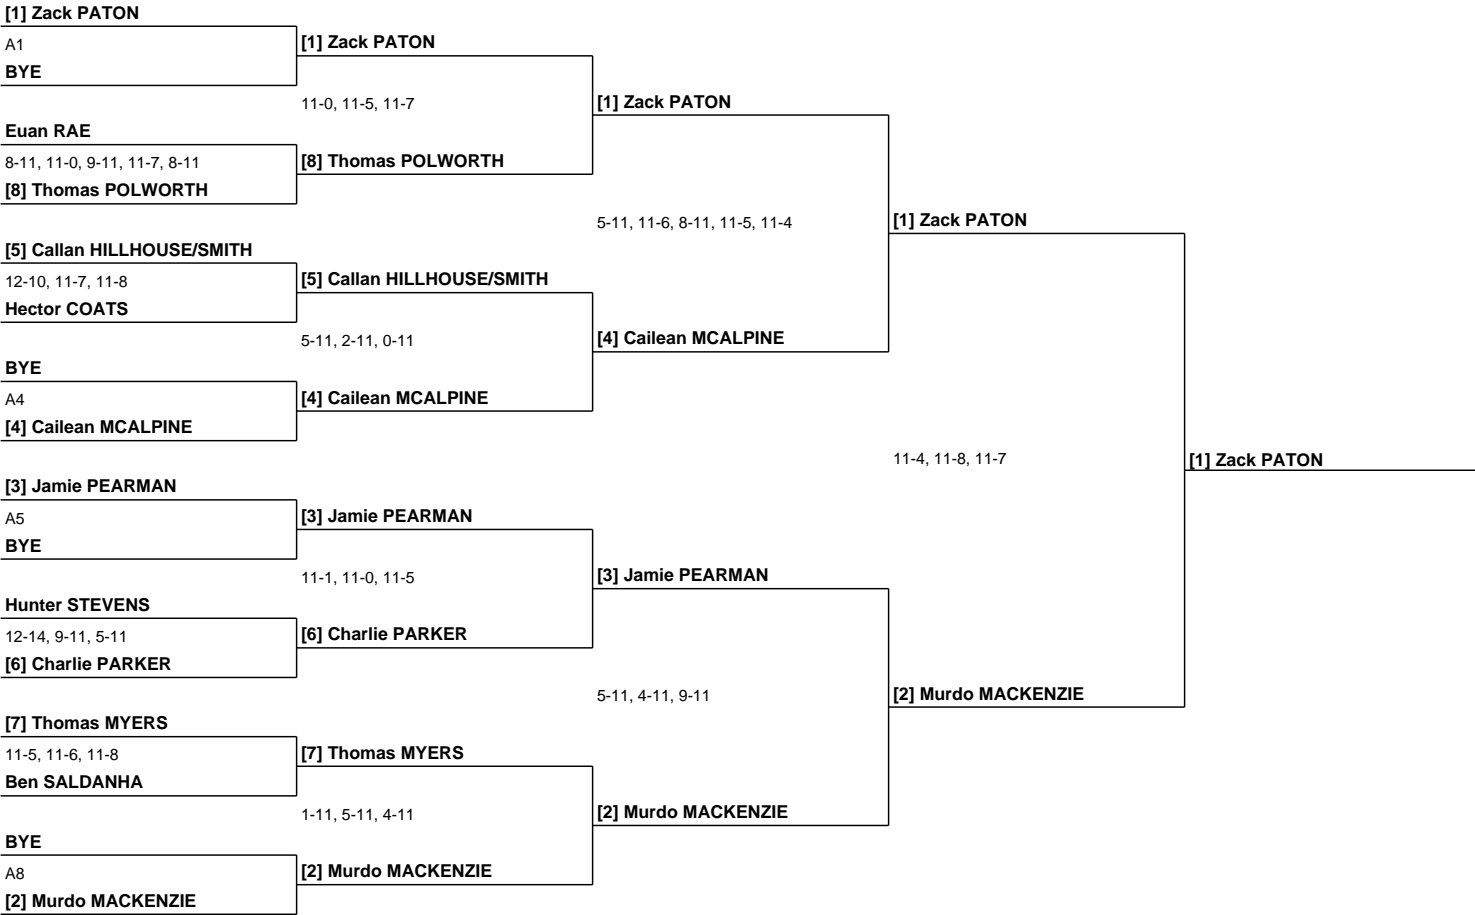 [1] Zack PATON
A1
BYE
Euan RAE
8-11, 11-0, 9-11, 11-7, 8-11
[8] Thomas POLWORTH
[5] Callan HILLHOUSE/SMITH
12-10, 11-7, 11-8
Hector COATS
BYE
A4
[4] Cailean MCALPINE
[3] Jamie PEARMAN
A5
BYE
Hunter STEVENS
12-14, 9-11, 5-11
[6] Charlie PARKER
[7] Thomas MYERS
11-5, 11-6, 11-8
Ben SALDANHA
BYE
A8
[2] Murdo MACKENZIE
[1] Zack PATON
11-0, 11-5, 11-7
[8] Thomas POLWORTH
[5] Callan HILLHOUSE/SMITH
5-11, 2-11, 0-11
[4] Cailean MCALPINE
[3] Jamie PEARMAN
11-1, 11-0, 11-5
[6] Charlie PARKER
[7] Thomas MYERS
1-11, 5-11, 4-11
[2] Murdo MACKENZIE
[1] Zack PATON
5-11, 11-6, 8-11, 11-5, 11-4
[4] Cailean MCALPINE
[3] Jamie PEARMAN
5-11, 4-11, 9-11
[2] Murdo MACKENZIE
[1] Zack PATON
11-4, 11-8, 11-7
[2] Murdo MACKENZIE
[1] Zack PATON